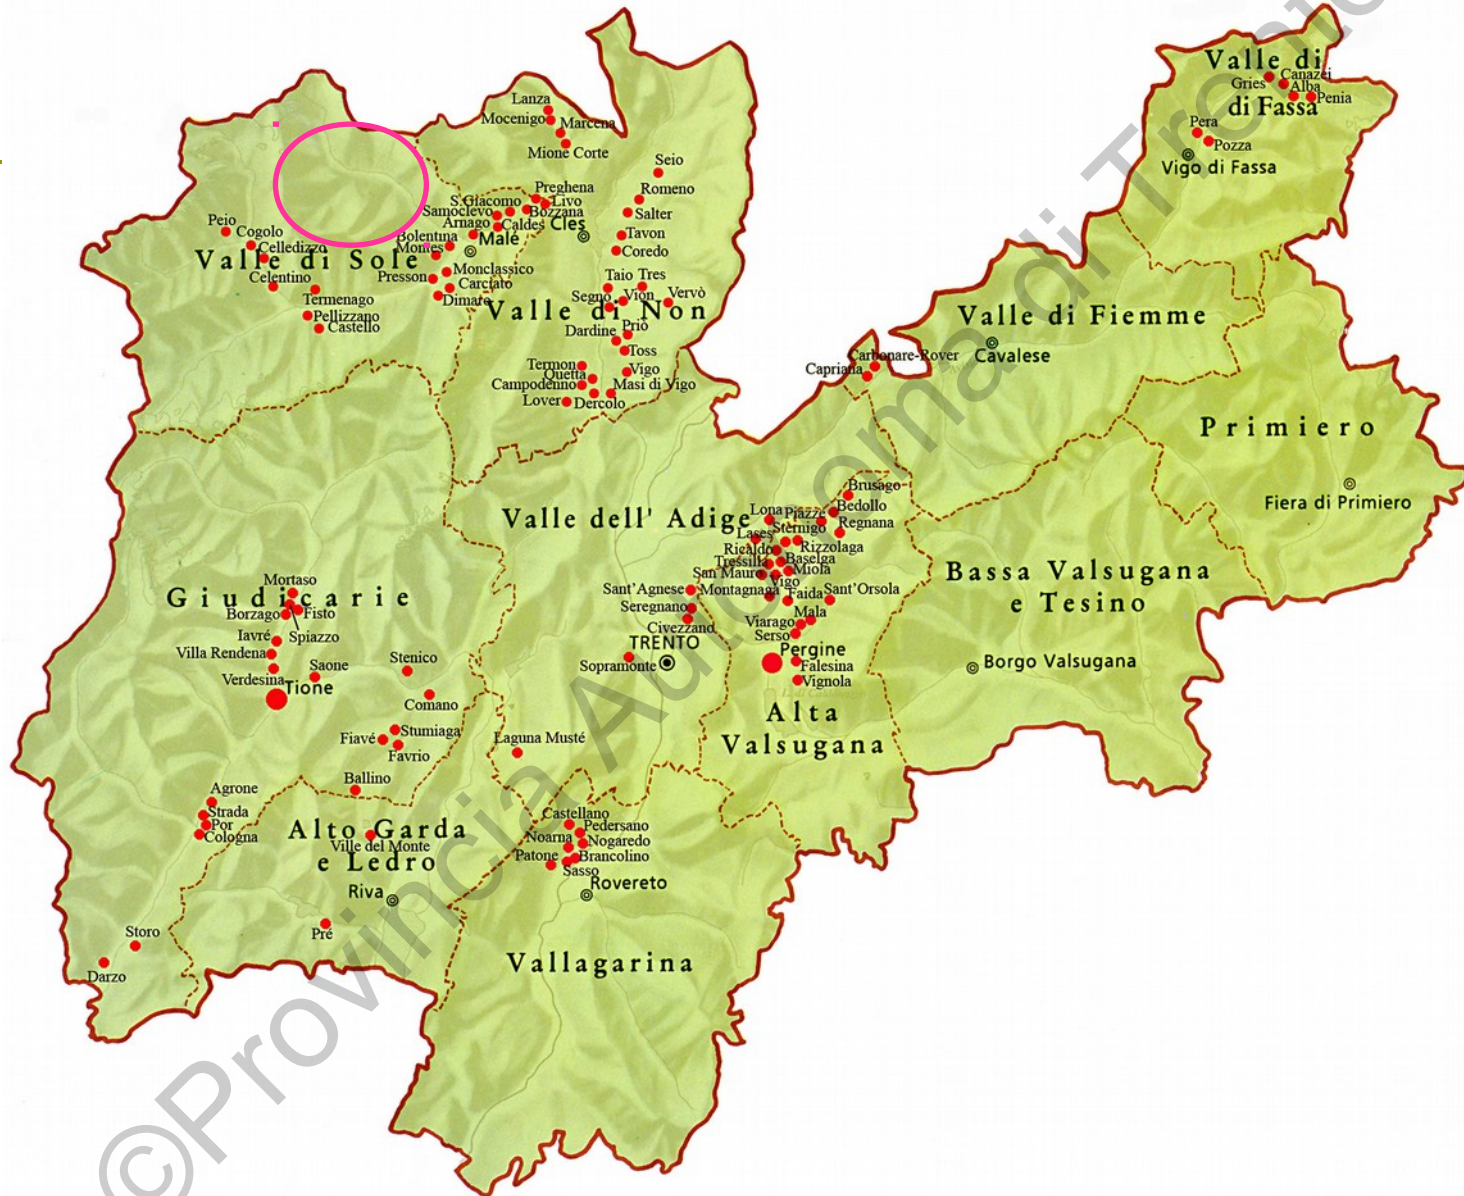 Valle di
di Fassa
Gries
Canazei
Alba
Penia
Pera
Pozza
Vigo di Fassa
Lanza
Mocenigo
Marcena
Mione Corte
Seio
Romeno
Salter
Tavon
Coredo
Preghena
Livo
S.Giacomo
Bozzana
Samoclevo
Caldes
Arnago
Cles
Malé
Bolentina
Montes
Peio
Cogolo
Celledizzo
Valle di Sole
Celentino
Termenago
Pellizzano
Castello
Presson
Monclassico
Carciato
Dimaro
Taio
Tres
Segno
Vion
Vervò
Valle di Non
Dardine
Priò
Toss
Termon
Quetta
Vigo
Campodenno
Masi di Vigo
Lover
Dercolo
Valle di Fiemme
Cavalese
Carbonare-Rover
Capriana
Primiero
Fiera di Primiero
Valle dell' Adige
Brusago
Bedollo
Lona
Piazze
Regnana
Sternigo
Lases
Rizzolaga
Ricaldo
Baselga
Tressilla
Miola
San Mauro
Vigo
Sant'Agnese
Montagnaga
Faida
Sant'Orsola
Seregnano
Mala
Civezzano
Viarago
Serso
TRENTO
Sopramonte
Pergine
Falesina
Vignola
Alta
Valsugana
Bassa Valsugana
e Tesino
Borgo Valsugana
Giudicarie
Mortaso
Borzago
Fisto
Spiazzo
Iavré
Villa Rendena
Verdesina
Saone
Tione
Stenico
Comano
Stumiaga
Fiavé
Favrio
Ballino
Laguna Musté
Agrone
Strada
Por
Cologna
Alto Garda
e Ledro
Ville del Monte
Riva
Pré
Storo
Darzo
Castellano
Pedersano
Noarna
Nogaredo
Patone
Brancolino
Sasso
Rovereto
Vallagarina
©Provincia Autonoma di Trento